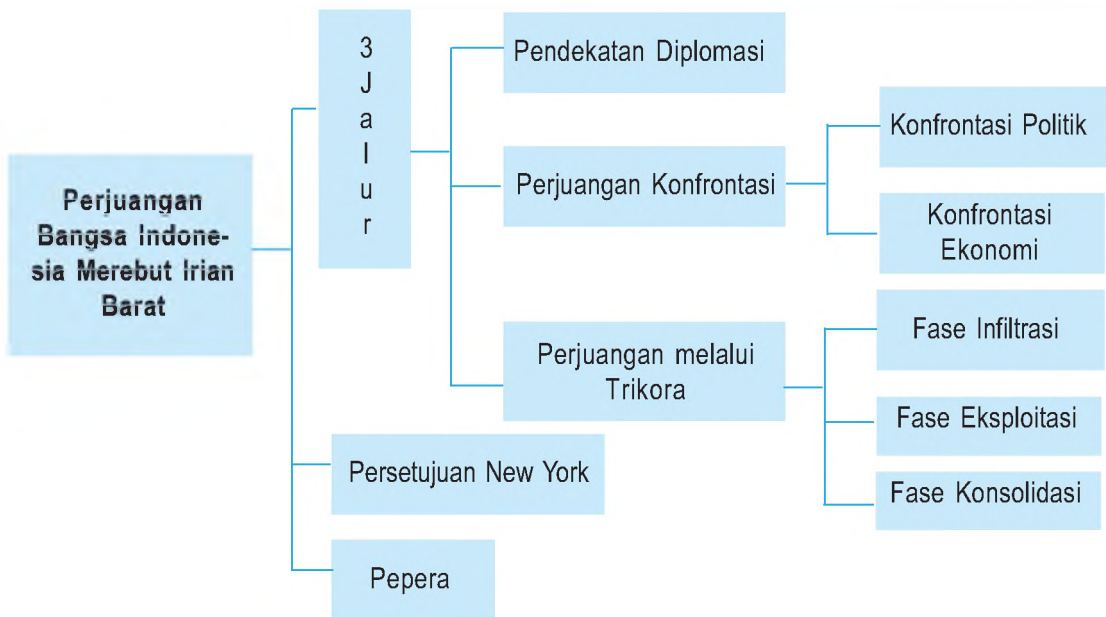 Perjuangan
Bangsa Indone-
sia Merebut Irian
Barat
3
J
a
l
u
r
Pendekatan Diplomasi
Perjuangan Konfrontasi
Konfrontasi Politik
Konfrontasi
Ekonomi
Perjuangan melalui
Trikora
Fase Infiltrasi
Fase Eksploitasi
Fase Konsolidasi
Persetujuan New York
Pepera